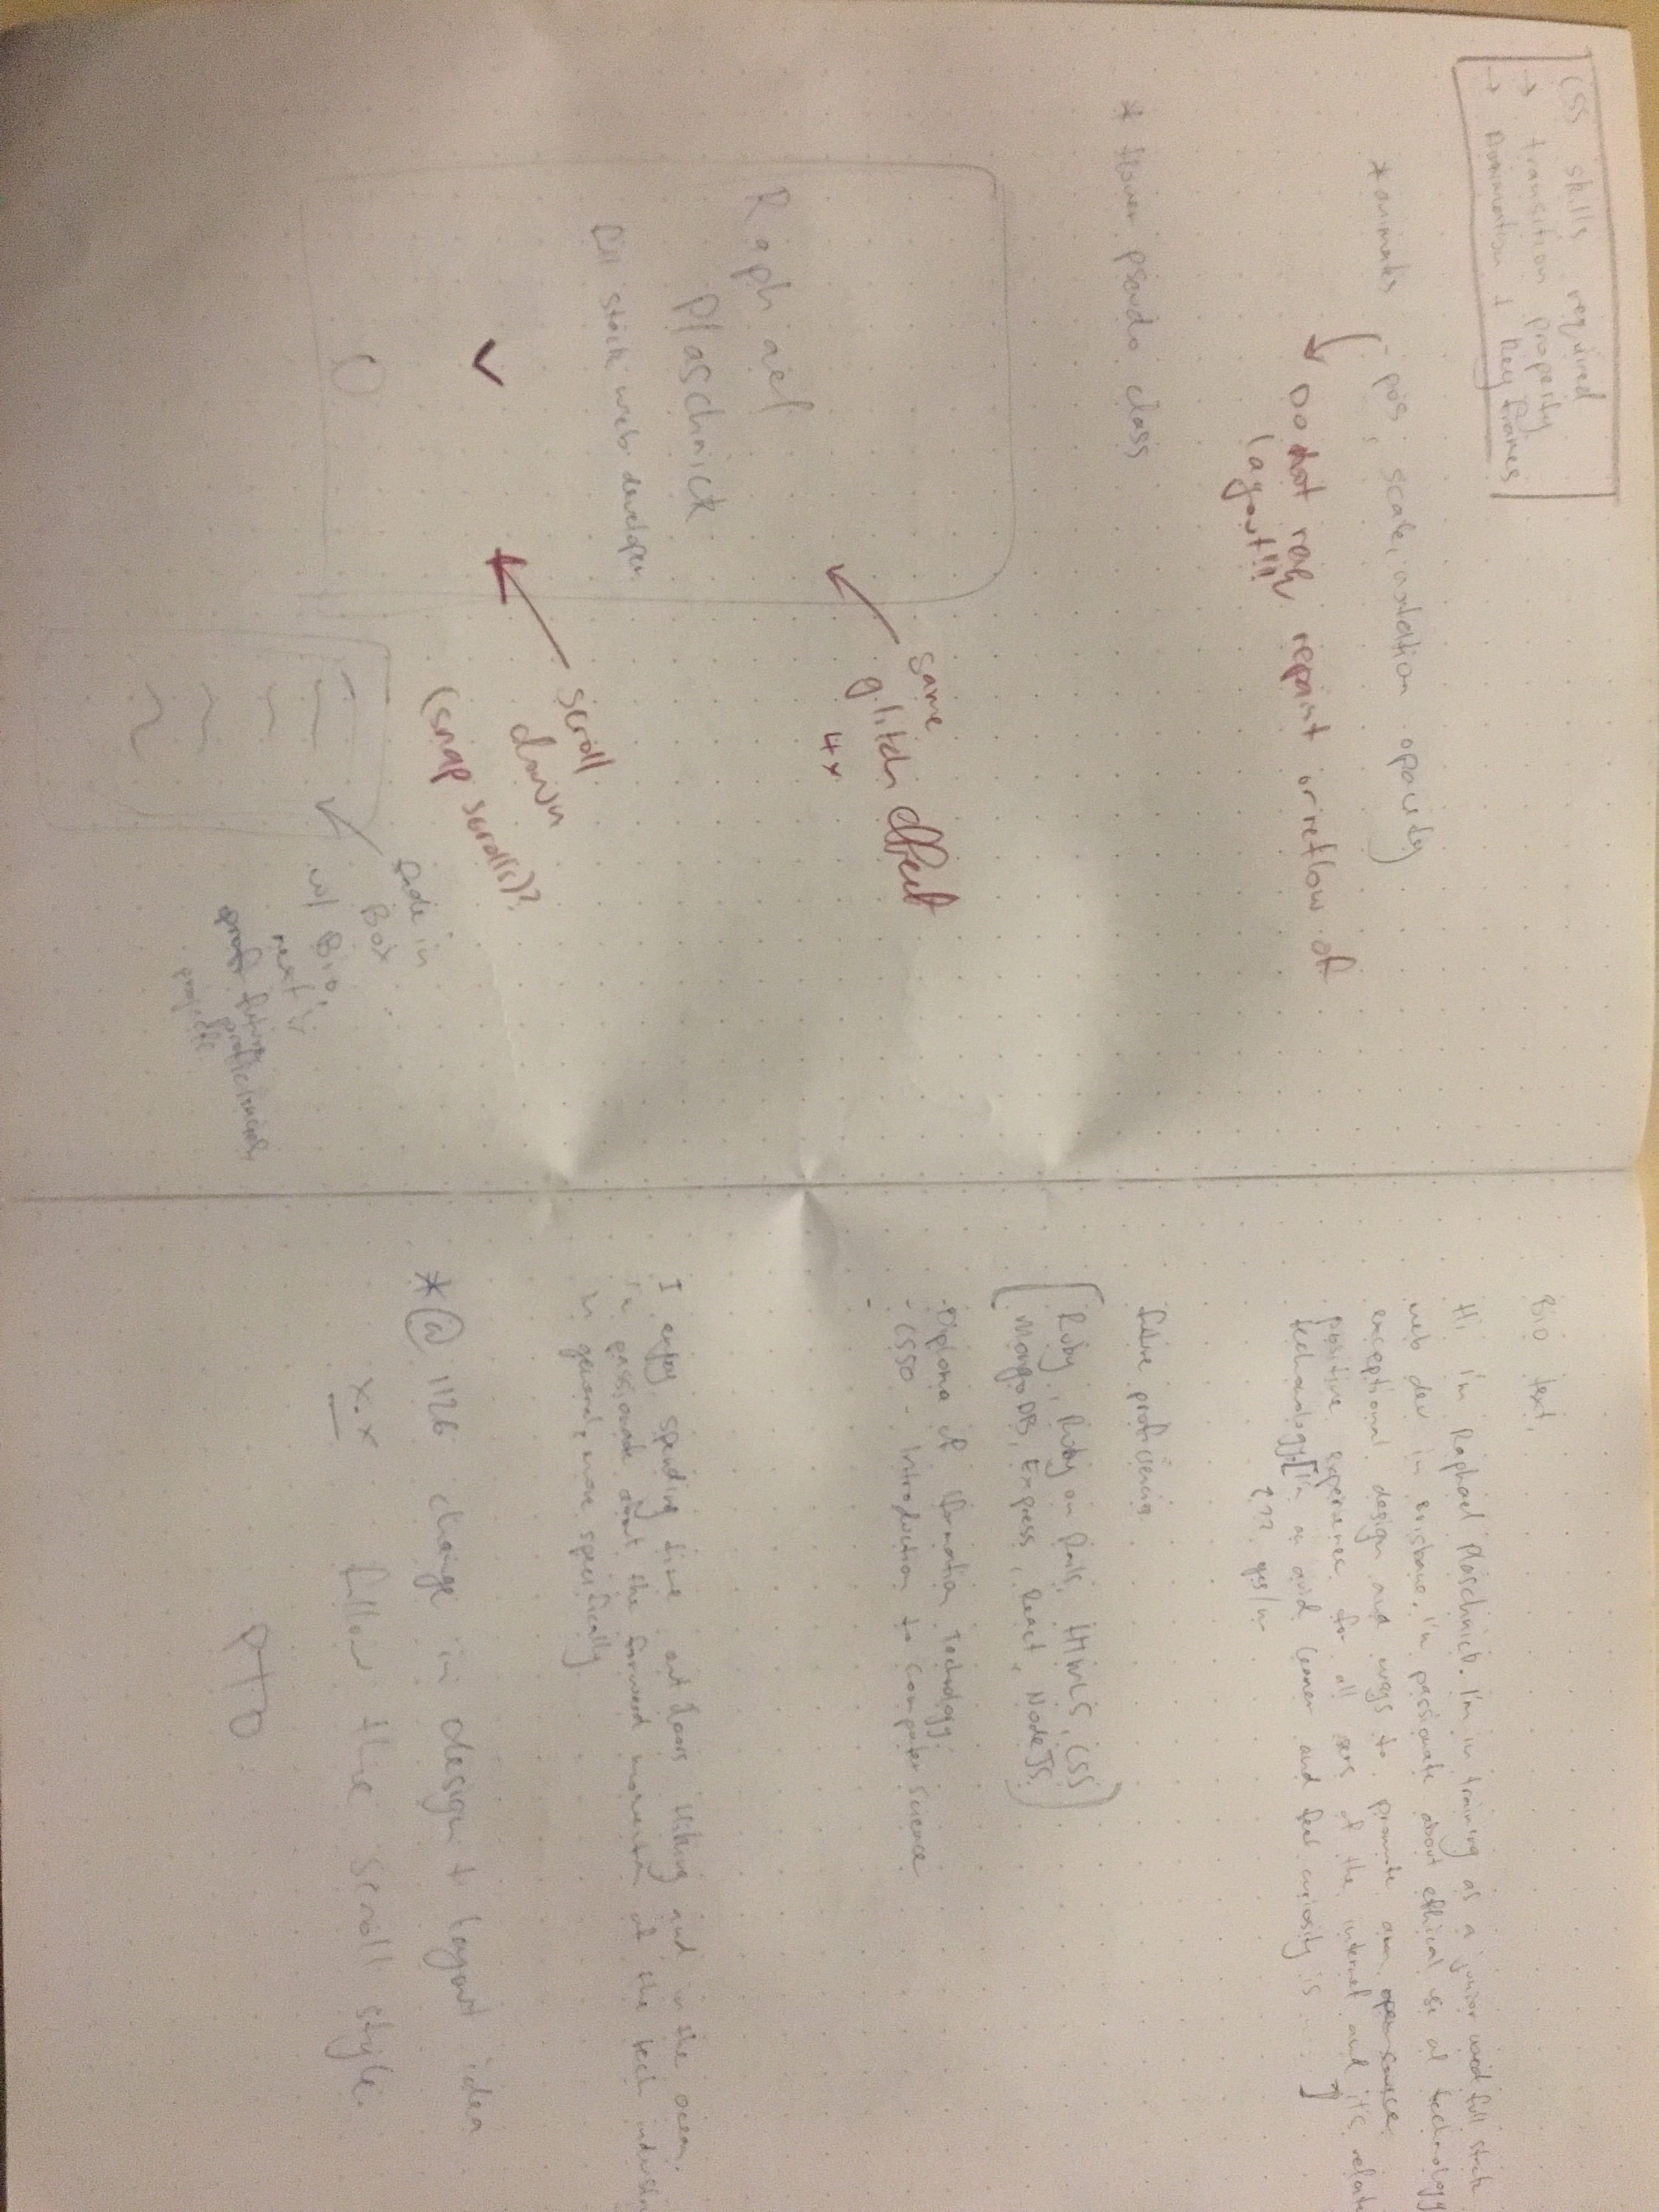 CSS skills required
→ transition property
→ Animation + Key frames
* animates - pos, scale, rotation opacity
Do not req repaint or reflow of
layout!!!
* Hover pseudo class
same
glitch effect
4x
Raphael
Plaschnick
full stack web developer
scroll
down
(snap scrolls)?
fade in
Box
w/ Bio,
next is
prof future
proficiencies,
projects
Bio text,
Hi I'm Raphael Plaschnick. I'm in training as a junior full stack
web dev in Brisbane. I'm passionate about ethical use of technology
exceptional design and ways to promote open source
positive experience for all users of the internet and it's relate
technology. [I'm an avid learner and feel curiosity is ]
??? yes/no
future proficiencies
[Ruby, Ruby on Rails, HTML5, CSS
MongoDB, Express, React, NodeJS]
-Diploma of Iformation Technology
- CS50 - Introduction to Computer Science
-
I enjoy spending time outdoors Hiking and in the ocean.
I'm passionate about the forward momentum of the tech industry
in general, more specifically
*@ 1126 change in design + layout idea
x.x follow the scroll style.
PTO